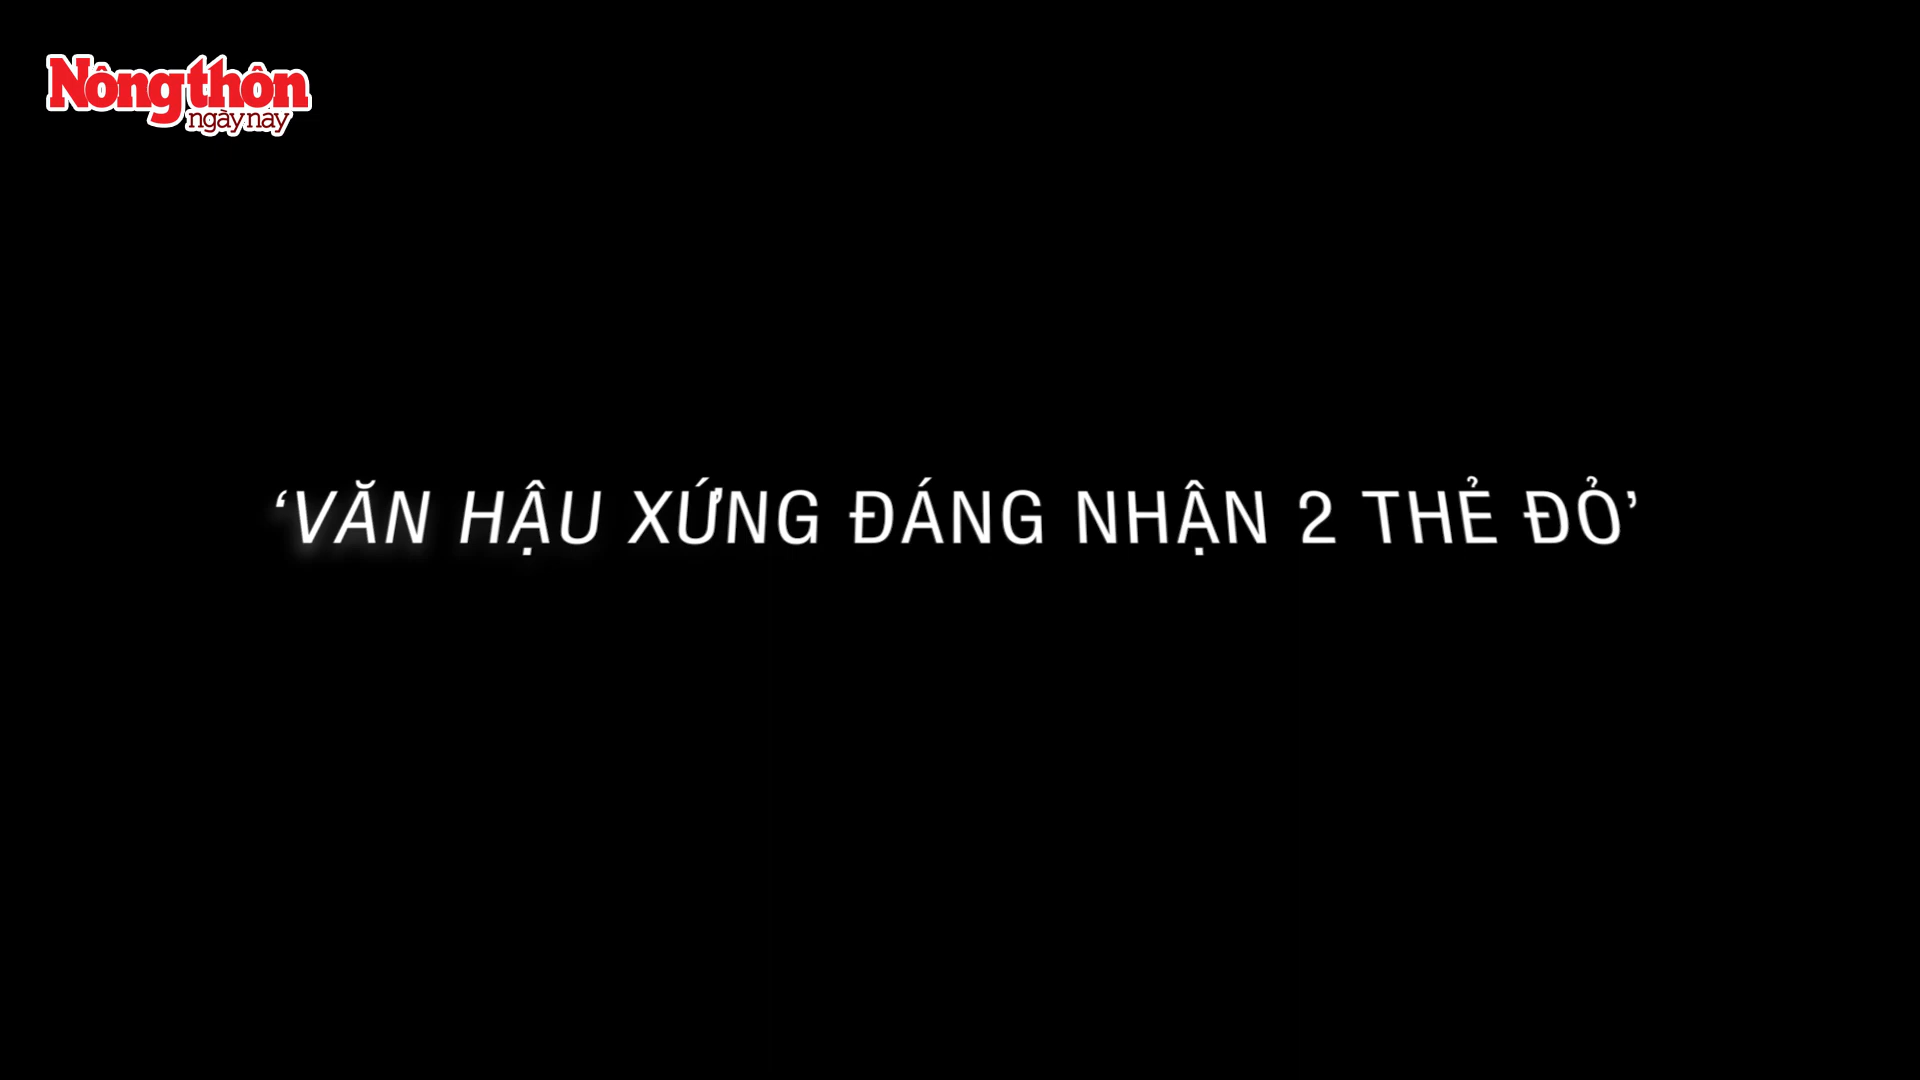 Nông thôn
ngày nay
‘VĂN HẬU XỨNG ĐÁNG NHẬN 2 THẺ ĐỎ’